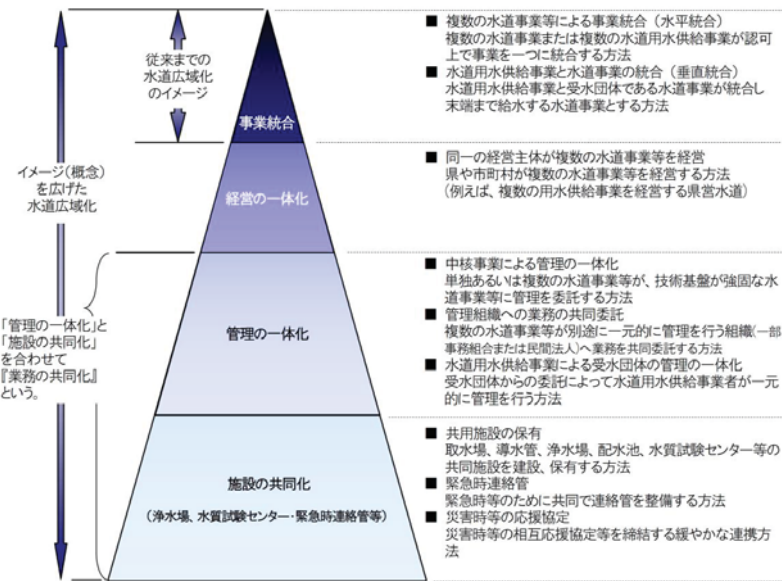 従来までの
水道広域化
のイメージ
イメージ(概念)
を広げた
水道広域化
「管理の一体化」と
「施設の共同化」
を合わせて
『業務の共同化』
という。
事業統合
経営の一体化
管理の一体化
施設の共同化
(浄水場、水質試験センター・緊急時連絡管等)
■ 複数の水道事業等による事業統合(水平統合)
複数の水道事業または複数の水道用水供給事業が認可
上で事業を一つに統合する方法
■ 水道用水供給事業と水道事業の統合(垂直統合)
水道用水供給事業と受水団体である水道事業が統合し
末端まで給水する水道事業とする方法
■ 同一の経営主体が複数の水道事業等を経営
県や市町村が複数の水道事業等を経営する方法
(例えば、複数の用水供給事業を経営する県営水道)
■ 中核事業による管理の一体化
単独あるいは複数の水道事業等が、技術基盤が強固な水
道事業等に管理を委託する方法
■ 管理組織への業務の共同委託
複数の水道事業等が別途に一元的に管理を行う組織(一部
事務組合または民間法人)へ業務を共同委託する方法
■ 水道用水供給事業による受水団体の管理の一体化
受水団体からの委託によって水道用水供給事業者が一元
的に管理を行う方法
■ 共用施設の保有
取水場、導水管、浄水場、配水池、水質試験センター等の
共同施設を建設、保有する方法
■ 緊急時連絡管
緊急時等のために共同で連絡管を整備する方法
■ 災害時等の応援協定
災害時等の相互応援協定等を締結する緩やかな連携方
法